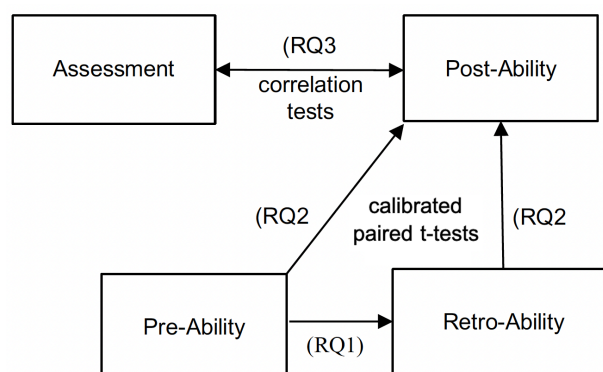 (RQ3
Assessment
Post-Ability
correlation
tests
(RQ2
calibrated
paired t-tests
(RQ2
Pre-Ability
(RQ1)
Retro-Ability